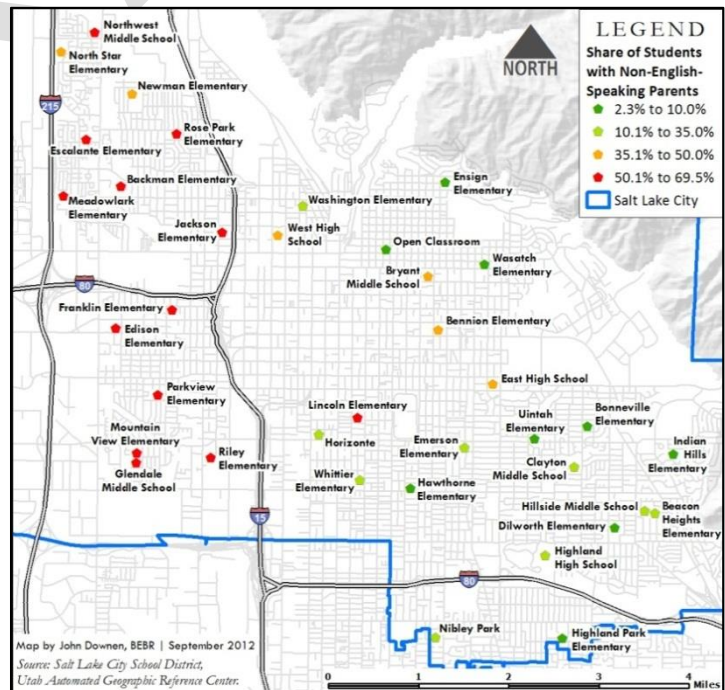 LEGEND
Share of Students
with Non-English-
Speaking Parents
2.3% to 10.0%
10.1% to 35.0%
35.1% to 50.0%
50.1% to 69.5%
Salt Lake City
NORTH
Northwest
Middle School
North Star
Elementary
Newman Elementary
215
Rose Park
Elementary
Escalante Elementary
Backman Elementary
Meadowlark
Elementary
Jackson
Elementary
Washington Elementary
West High
School
Ensign
Elementary
Open Classroom
Wasatch
Elementary
Bryant
Middle School
80
Franklin Elementary
Edison
Elementary
Bennion Elementary
Parkview
Elementary
East High School
Lincoln Elementary
Horizonte
Mountain
View Elementary
Glendale
Middle School
Riley
Elementary
Whittier
Elementary
Emerson
Elementary
Hawthorne
Elementary
Uintah
Elementary
Bonneville
Elementary
Clayton
Middle School
Indian
Hills
Elementary
Hillside Middle School
Beacon
Heights
Elementary
Dilworth Elementary
15
Highland
High School
80
Nibley Park
Highland Park
Elementary
Map by John Downen, BEBR | September 2012
Source: Salt Lake City School District,
Utah Automated Geographic Reference Center.
0 1 2 3 4
Miles